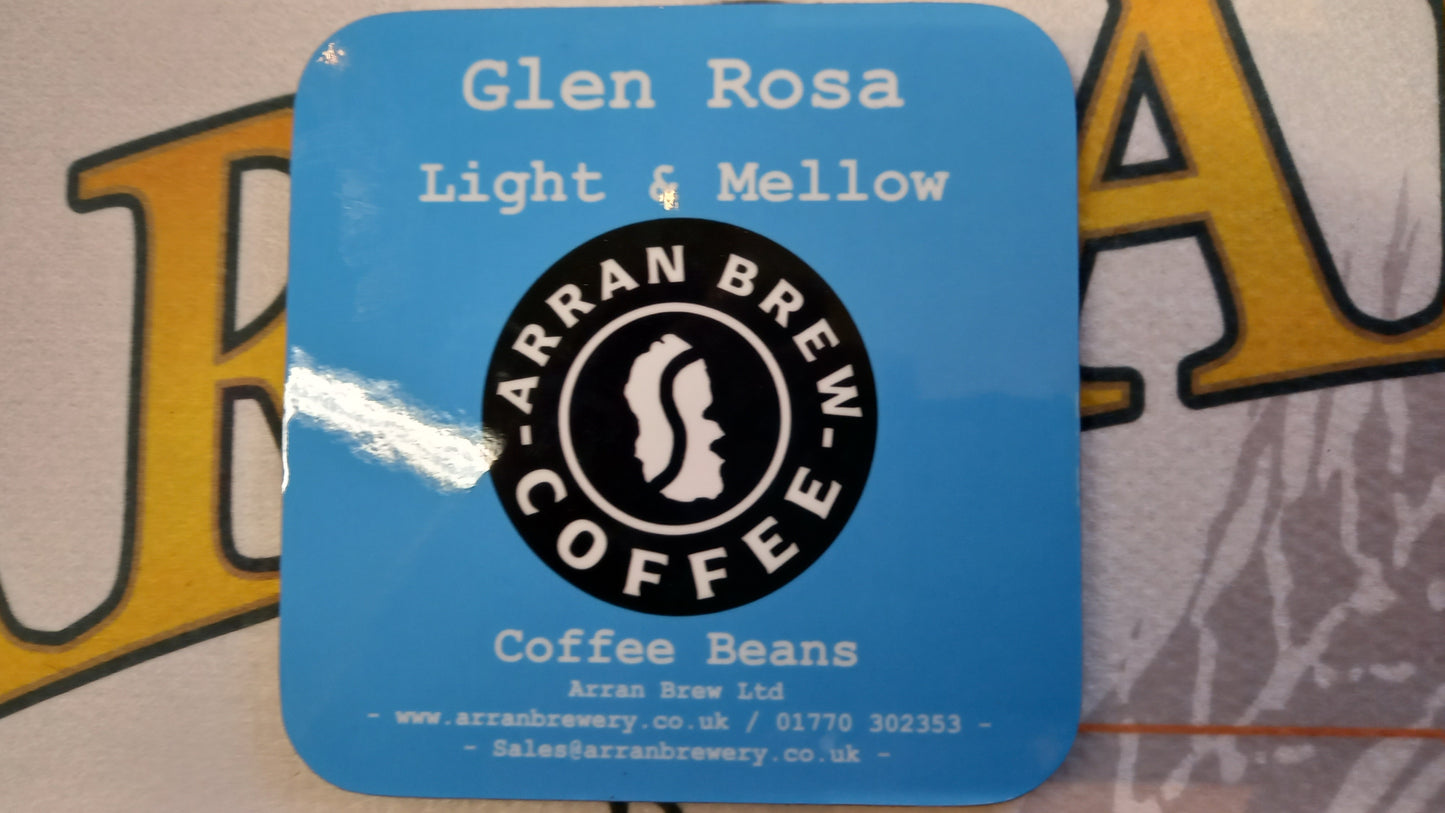 Glen Rosa
Light & Mellow
ARRAN BREW
- COFFEE -
Coffee Beans
Arran Brew Ltd
- www.arranbrewery.co.uk / 01770 302353 -
- Sales@arranbrewery.co.uk -
RA